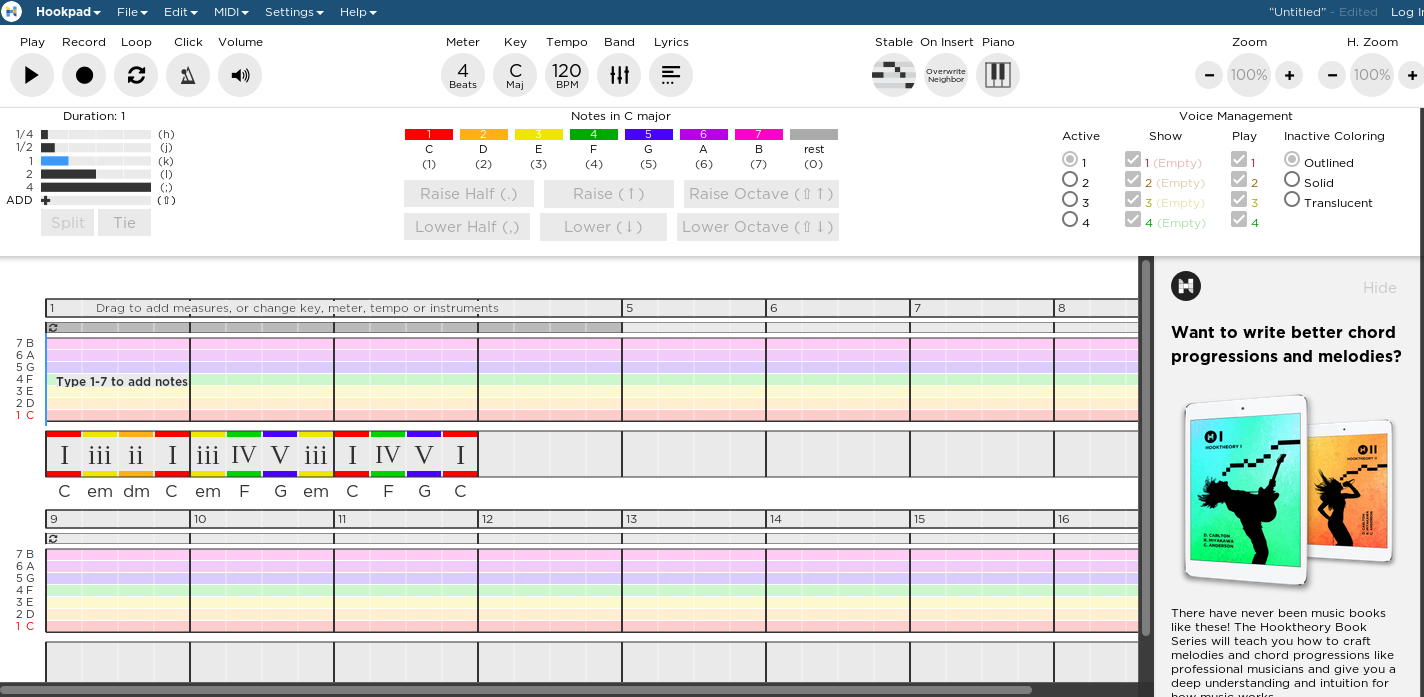 Hookpad File Edit MIDI Settings Help "Untitled" - Edited Log In
Play Record Loop Click Volume Meter Key Tempo Band Lyrics Stable On Insert Piano Zoom H. Zoom
4 Beats C Maj 120 BPM Overwrite Neighbor 100% 100%
Duration: 1
1/4 (h)
1/2 (j)
1 (k)
2 (l)
4 (;)
ADD (⇧)
Split Tie
Notes in C major
1 2 3 4 5 6 7
C D E F G A B rest
(1) (2) (3) (4) (5) (6) (7) (0)
Raise Half (.) Raise (↑) Raise Octave (⇧↑)
Lower Half (,) Lower (↓) Lower Octave (⇧↓)
Voice Management
Active Show Play Inactive Coloring
1 1 (Empty) 1 Outlined
2 2 (Empty) 2 Solid
3 3 (Empty) 3 Translucent
4 4 (Empty) 4
1 Drag to add measures, or change key, meter, tempo or instruments 5 6 7 8
7 B
6 A
5 G
4 F
Type 1-7 to add notes
3 E
2 D
1 C
I iii ii I iii IV V iii I IV V I
C em dm C em F G em C F G C
9 10 11 12 13 14 15 16
7 B
6 A
5 G
4 F
3 E
2 D
1 C
Hide
Want to write better chord
progressions and melodies?
I
HOOKTHEORY I
D. CARLTON
R. MIYAKAWA
C. ANDERSON
II
HOOKTHEORY II
There have never been music books
like these! The Hooktheory Book
Series will teach you how to craft
melodies and chord progressions like
professional musicians and give you a
deep understanding and intuition for
how music works.